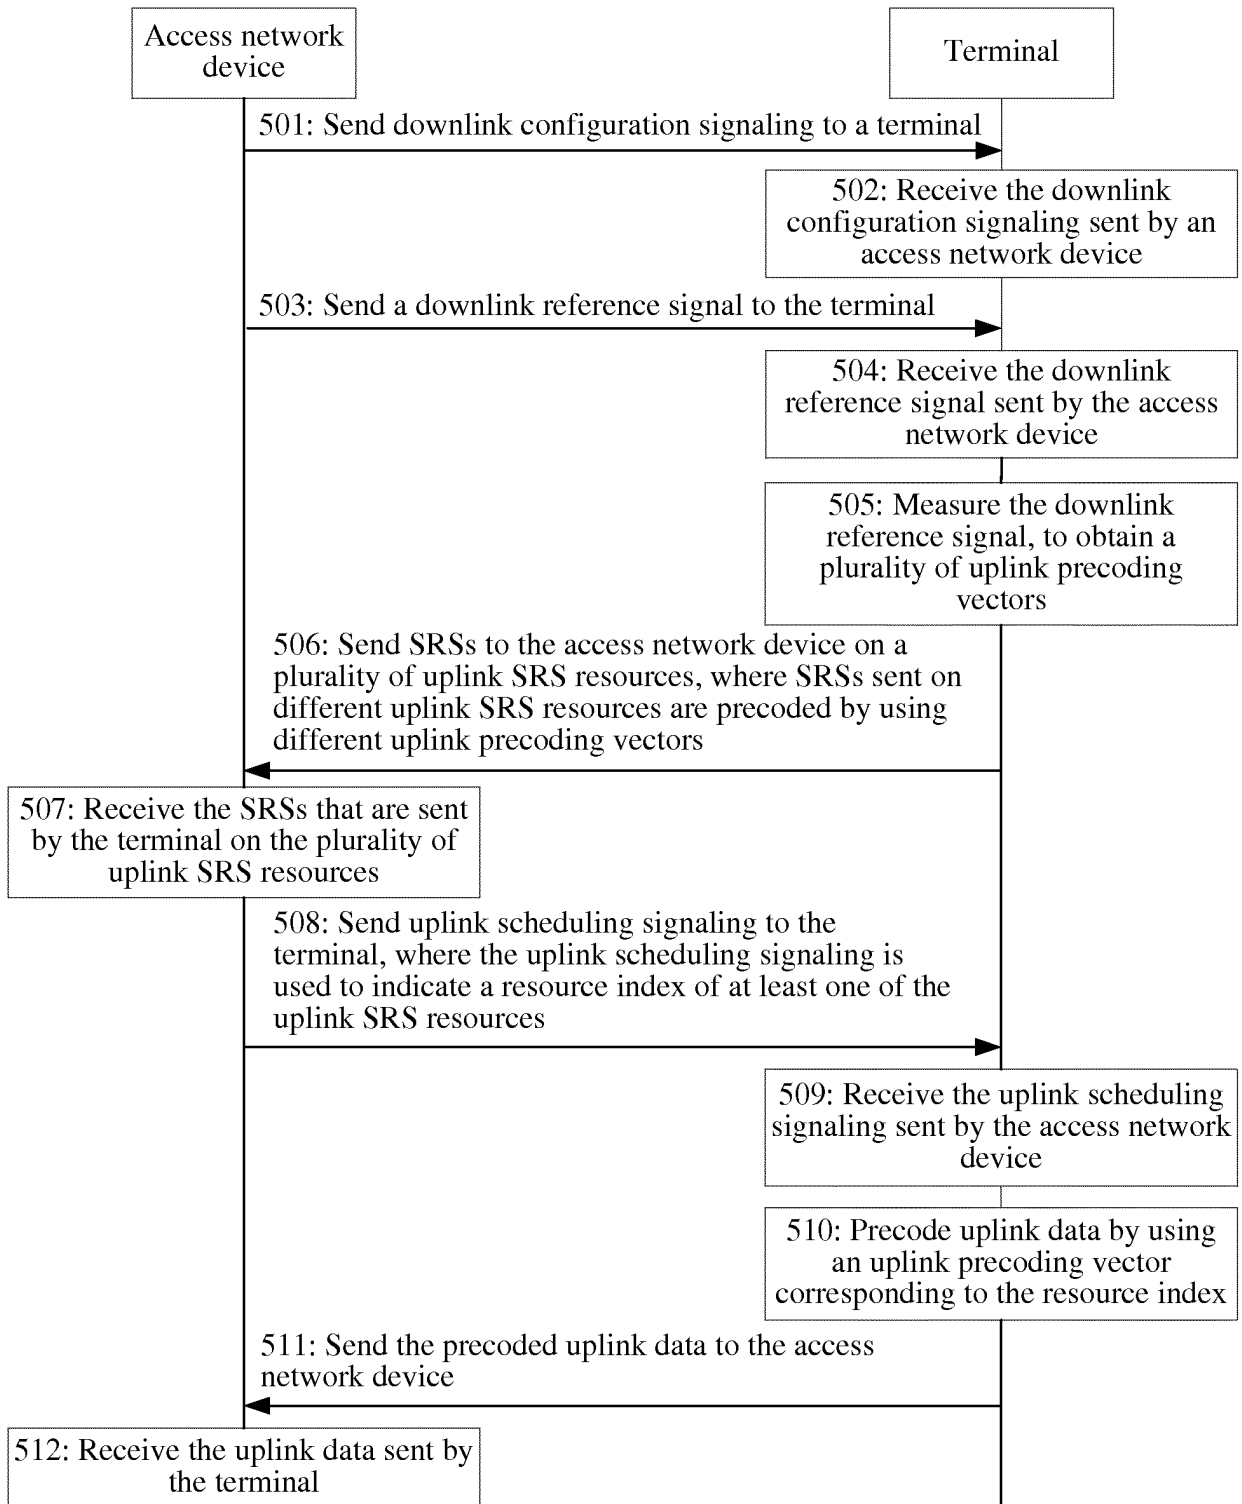 Access network
device
Terminal
501: Send downlink configuration signaling to a terminal
502: Receive the downlink
configuration signaling sent by an
access network device
503: Send a downlink reference signal to the terminal
504: Receive the downlink
reference signal sent by the access
network device
505: Measure the downlink
reference signal, to obtain a
plurality of uplink precoding
vectors
506: Send SRSs to the access network device on a
plurality of uplink SRS resources, where SRSs sent on
different uplink SRS resources are precoded by using
different uplink precoding vectors
507: Receive the SRSs that are sent
by the terminal on the plurality of
uplink SRS resources
508: Send uplink scheduling signaling to the
terminal, where the uplink scheduling signaling is
used to indicate a resource index of at least one of the
uplink SRS resources
509: Receive the uplink scheduling
signaling sent by the access network
device
510: Precode uplink data by using
an uplink precoding vector
corresponding to the resource index
511: Send the precoded uplink data to the access
network device
512: Receive the uplink data sent by
the terminal